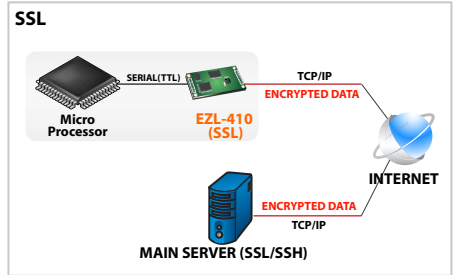 SSL
SERIAL(TTL)
TCP/IP
ENCRYPTED DATA
Micro
Processor
EZL-410
(SSL)
INTERNET
ENCRYPTED DATA
TCP/IP
MAIN SERVER (SSL/SSH)